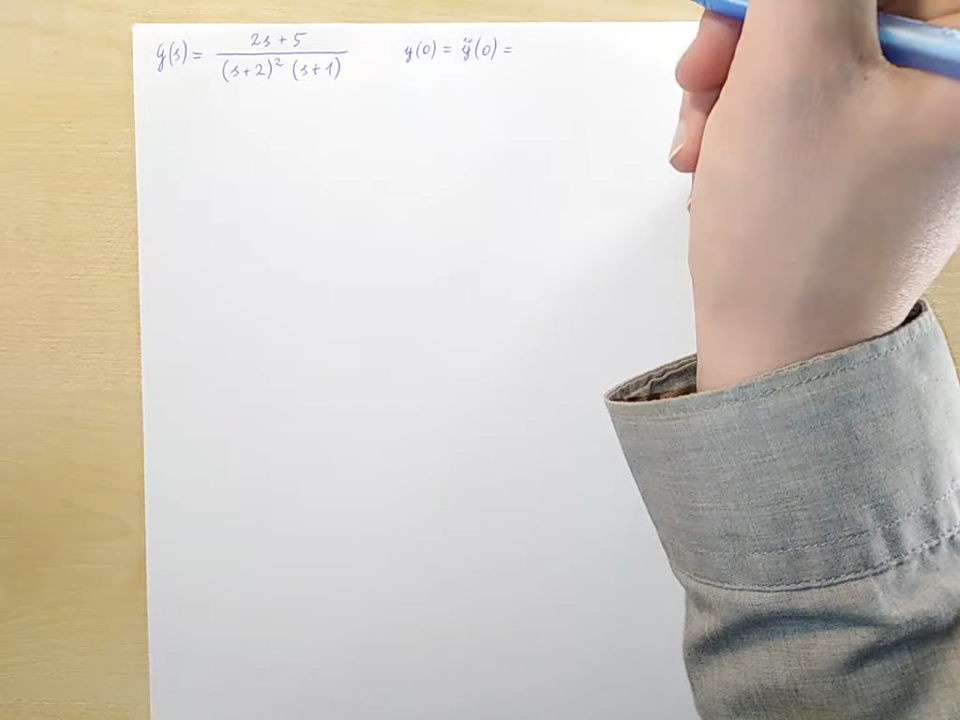 G(s) = (2s + 5) / ((s+2)² (s+1)) y(0) = ÿ(0) =